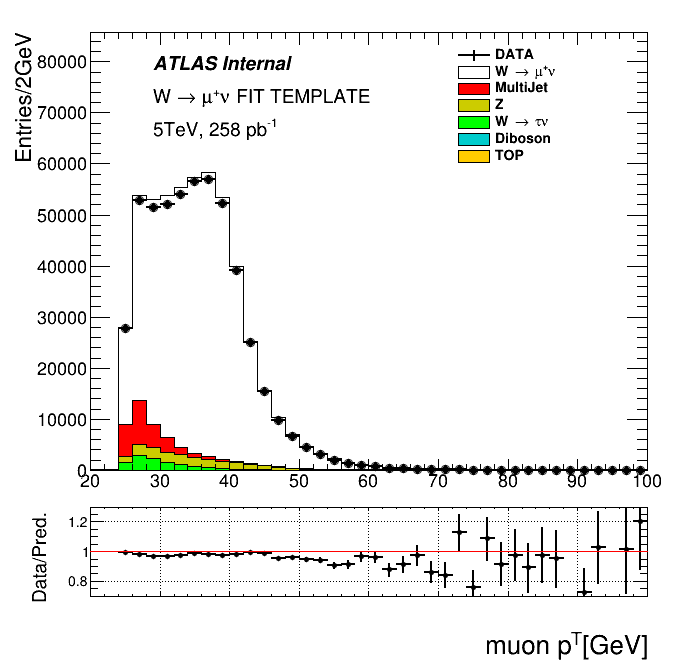 Entries/2GeV
80000
70000
60000
50000
40000
30000
20000
10000
0
ATLAS Internal
W → μ⁺ν FIT TEMPLATE
5TeV, 258 pb⁻¹
DATA
W → μ⁺ν
MultiJet
Z
W → τν
Diboson
TOP
20 30 40 50 60 70 80 90 100
Data/Pred.
1.2
1
0.8
muon pᵀ[GeV]